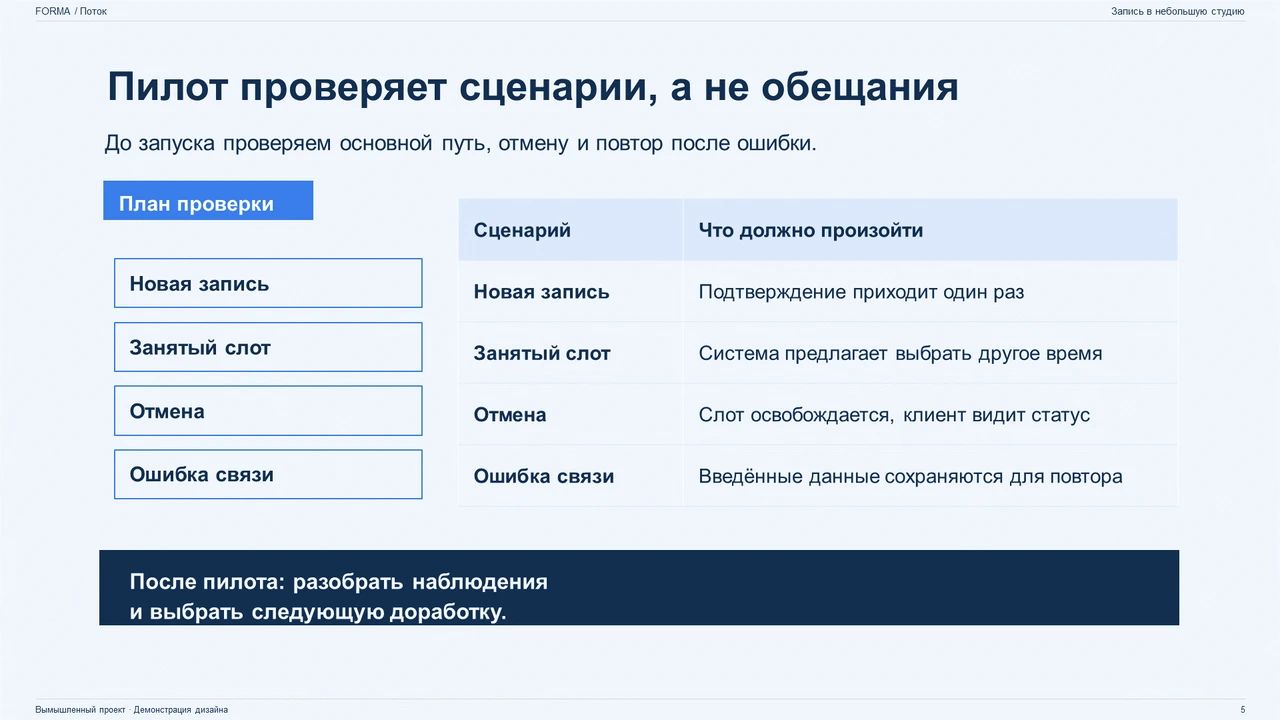 FORMA / Поток
Запись в небольшую студию
Пилот проверяет сценарии, а не обещания
До запуска проверяем основной путь, отмену и повтор после ошибки.
План проверки
Новая запись
Занятый слот
Отмена
Ошибка связи
Сценарий Что должно произойти
Новая запись Подтверждение приходит один раз
Занятый слот Система предлагает выбрать другое время
Отмена Слот освобождается, клиент видит статус
Ошибка связи Введённые данные сохраняются для повтора
После пилота: разобрать наблюдения
и выбрать следующую доработку.
Вымышленный проект · Демонстрация дизайна
5